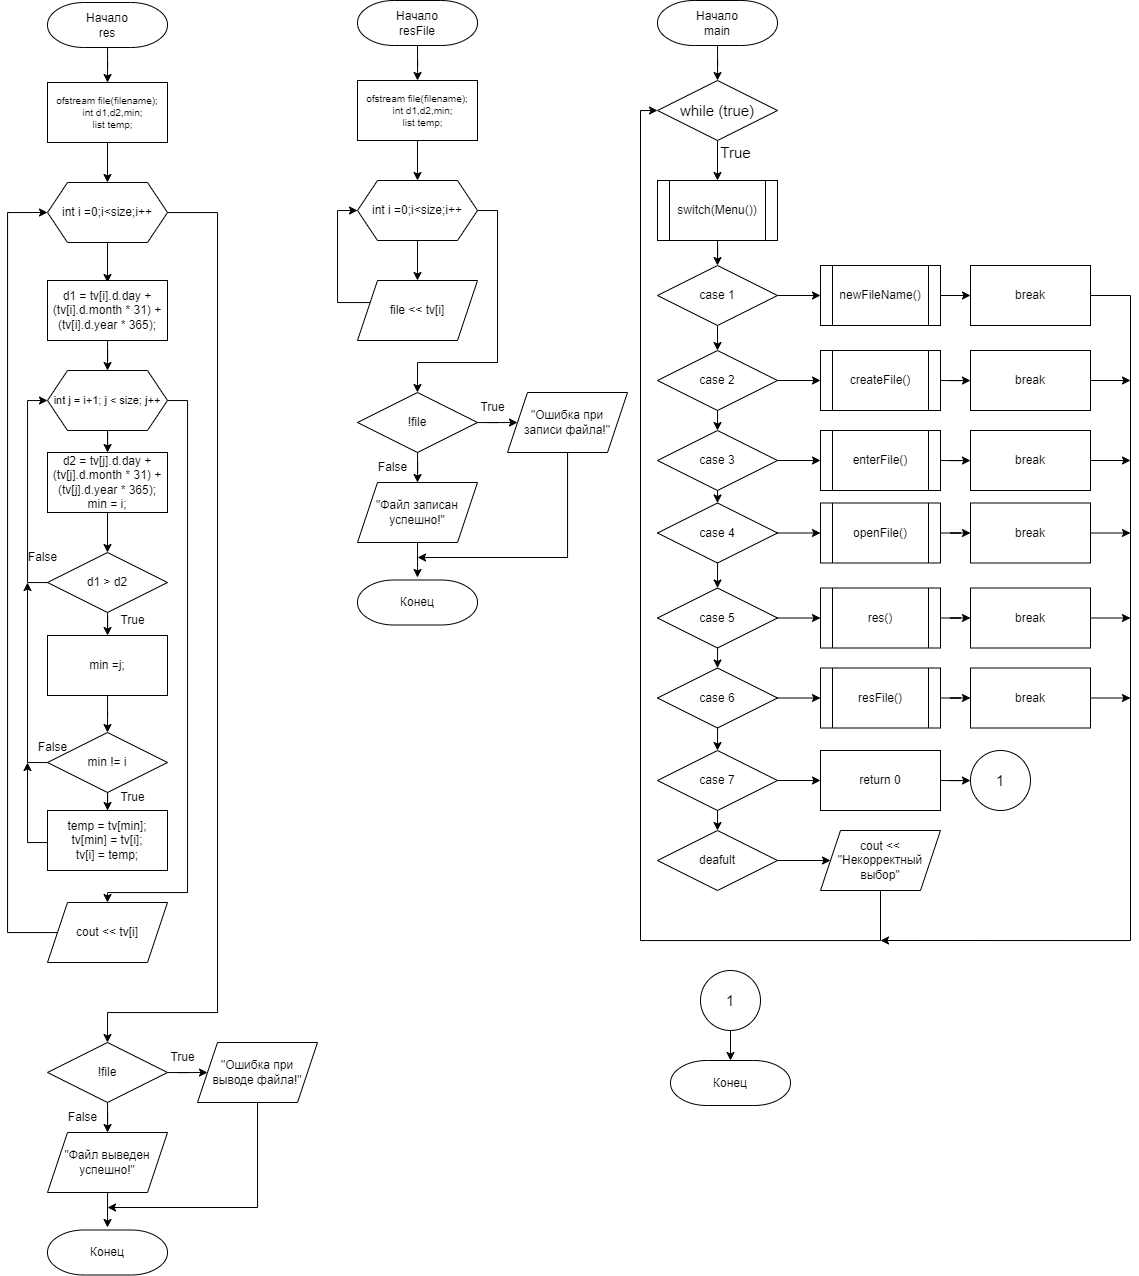 Начало
res
ofstream file(filename);
int d1,d2,min;
list temp;
int i =0;i<size;i++
d1 = tv[i].d.day +
(tv[i].d.month * 31) +
(tv[i].d.year * 365);
int j = i+1; j < size; j++
d2 = tv[j].d.day +
(tv[j].d.month * 31) +
(tv[j].d.year * 365);
min = i;
False
d1 > d2
True
min =j;
False
min != i
True
temp = tv[min];
tv[min] = tv[i];
tv[i] = temp;
cout << tv[i]
!file
True
"Ошибка при
выводе файла!"
False
"Файл выведен
успешно!"
Конец
Начало
resFile
ofstream file(filename);
int d1,d2,min;
list temp;
int i =0;i<size;i++
file << tv[i]
!file
True
"Ошибка при
записи файла!"
False
"Файл записан
успешно!"
Конец
Начало
main
while (true)
True
switch(Menu())
case 1
newFileName()
break
case 2
createFile()
break
case 3
enterFile()
break
case 4
openFile()
break
case 5
res()
break
case 6
resFile()
break
case 7
return 0
1
deafult
cout <<
"Некорректный
выбор"
1
Конец